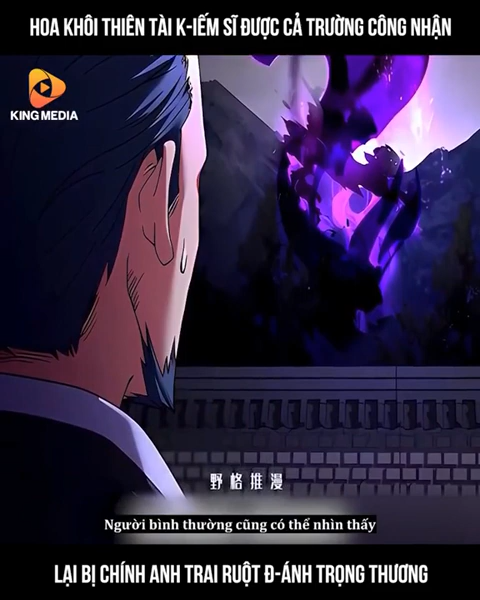 HOA KHÔI THIÊN TÀI K-IẾM SĨ ĐƯỢC CẢ TRƯỜNG CÔNG NHẬN
KING MEDIA
野格推漫
Người bình thường cũng có thể nhìn thấy
LẠI BỊ CHÍNH ANH TRAI RUỘT Đ-ÁNH TRỌNG THƯƠNG